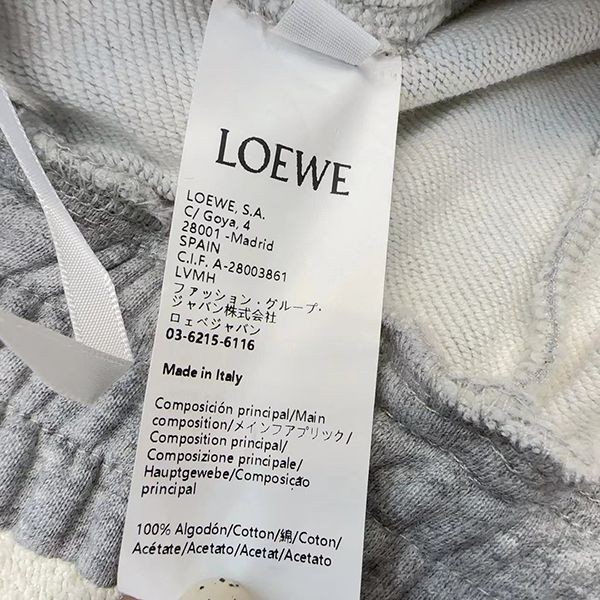 LOEWE
LOEWE, S.A.
C/ Goya, 4
28001 -Madrid
SPAIN
C.I.F. A-28003861
LVMH
ファッション・グループ・
ジャパン株式会社
ロェベジャパン
03-6215-6116
Made in Italy
Composición principal/Main
composition/メインファブリック/
Composition principal/
Composizione principale/
Hauptgewebe/Composição
principal
100% Algodón/Cotton/綿/Coton/
Acétate/Acetato/Acetat/Acetato